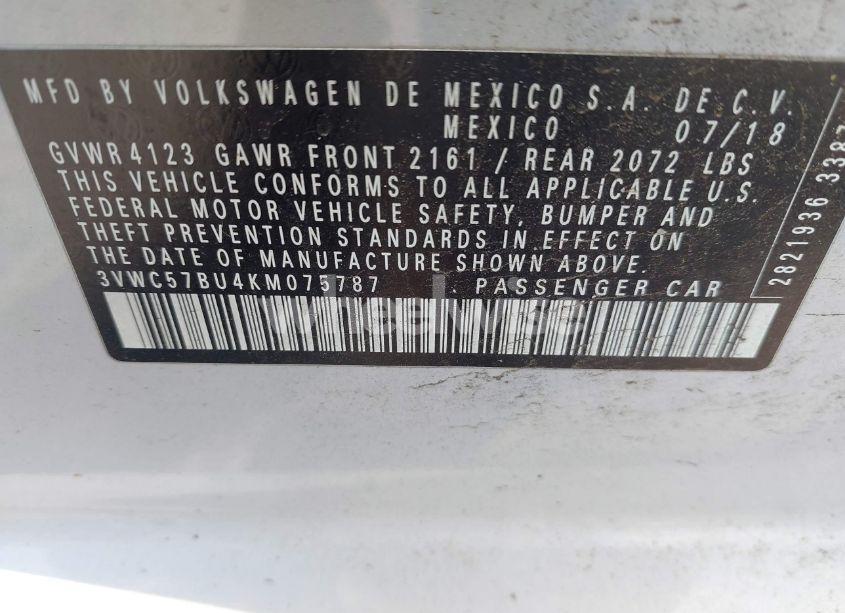 MFD BY VOLKSWAGEN DE MEXICO S.A. DE C.V.
MEXICO 07/18
GVWR 4123 GAWR FRONT 2161 / REAR 2072 LBS
THIS VEHICLE CONFORMS TO ALL APPLICABLE U.S.
FEDERAL MOTOR VEHICLE SAFETY, BUMPER AND
THEFT PREVENTION STANDARDS IN EFFECT ON
THE DATE OF MANUFACTURE SHOWN ABOVE.
3VWC57BU4KM075787 . PASSENGER CAR
2821936 3387
wheelwise